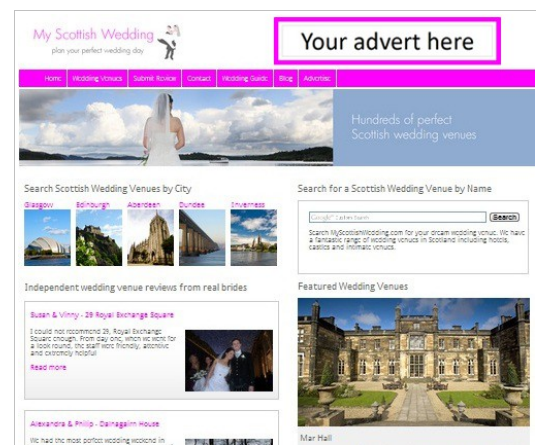 My Scottish Wedding
plan your perfect wedding day
Your advert here
Home
Wedding Venues
Submit Review
Contact
Wedding Guide
Blog
Advertise
Hundreds of perfect
Scottish wedding venues
Search Scottish Wedding Venues by City
Glasgow
Edinburgh
Aberdeen
Dundee
Inverness
Search for a Scottish Wedding Venue by Name
Google™ Custom Search
Search
Search MyScottishWedding.com for your dream wedding venue. We have
a fantastic range of wedding venues in Scotland including hotels,
castles and intimate venues.
Independent wedding venue reviews from real brides
Susan & Vinny - 29 Royal Exchange Square
I could not recommend 29, Royal Exchange
Square enough. From day one, when we went for
a look round, the staff were friendly, attentive
and extremely helpful
Read more
Alexandra & Philip - Dalnagairn House
We had the most perfect wedding weekend in
Featured Wedding Venues
Mar Hall